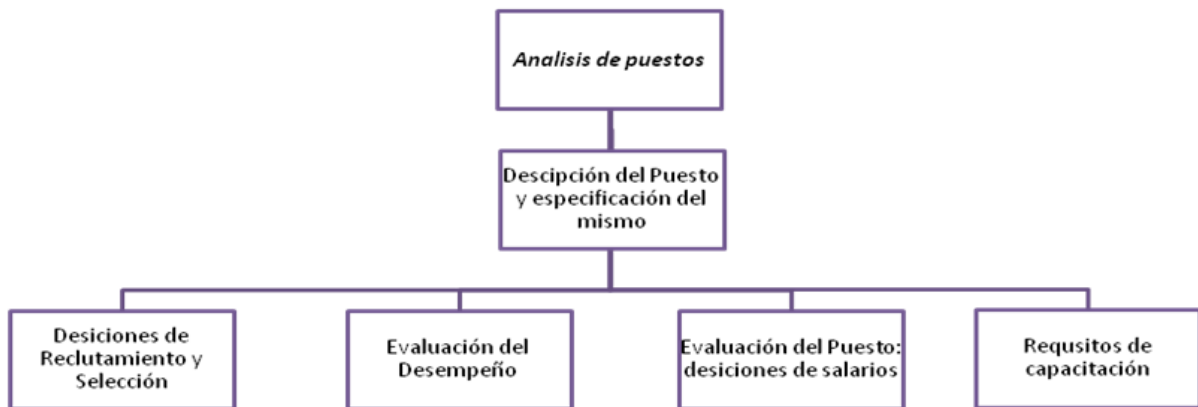 Analisis de puestos
Descipción del Puesto
y especificación del
mismo
Desiciones de
Reclutamiento y
Selección
Evaluación del
Desempeño
Evaluación del Puesto:
desiciones de salarios
Requsitos de
capacitación